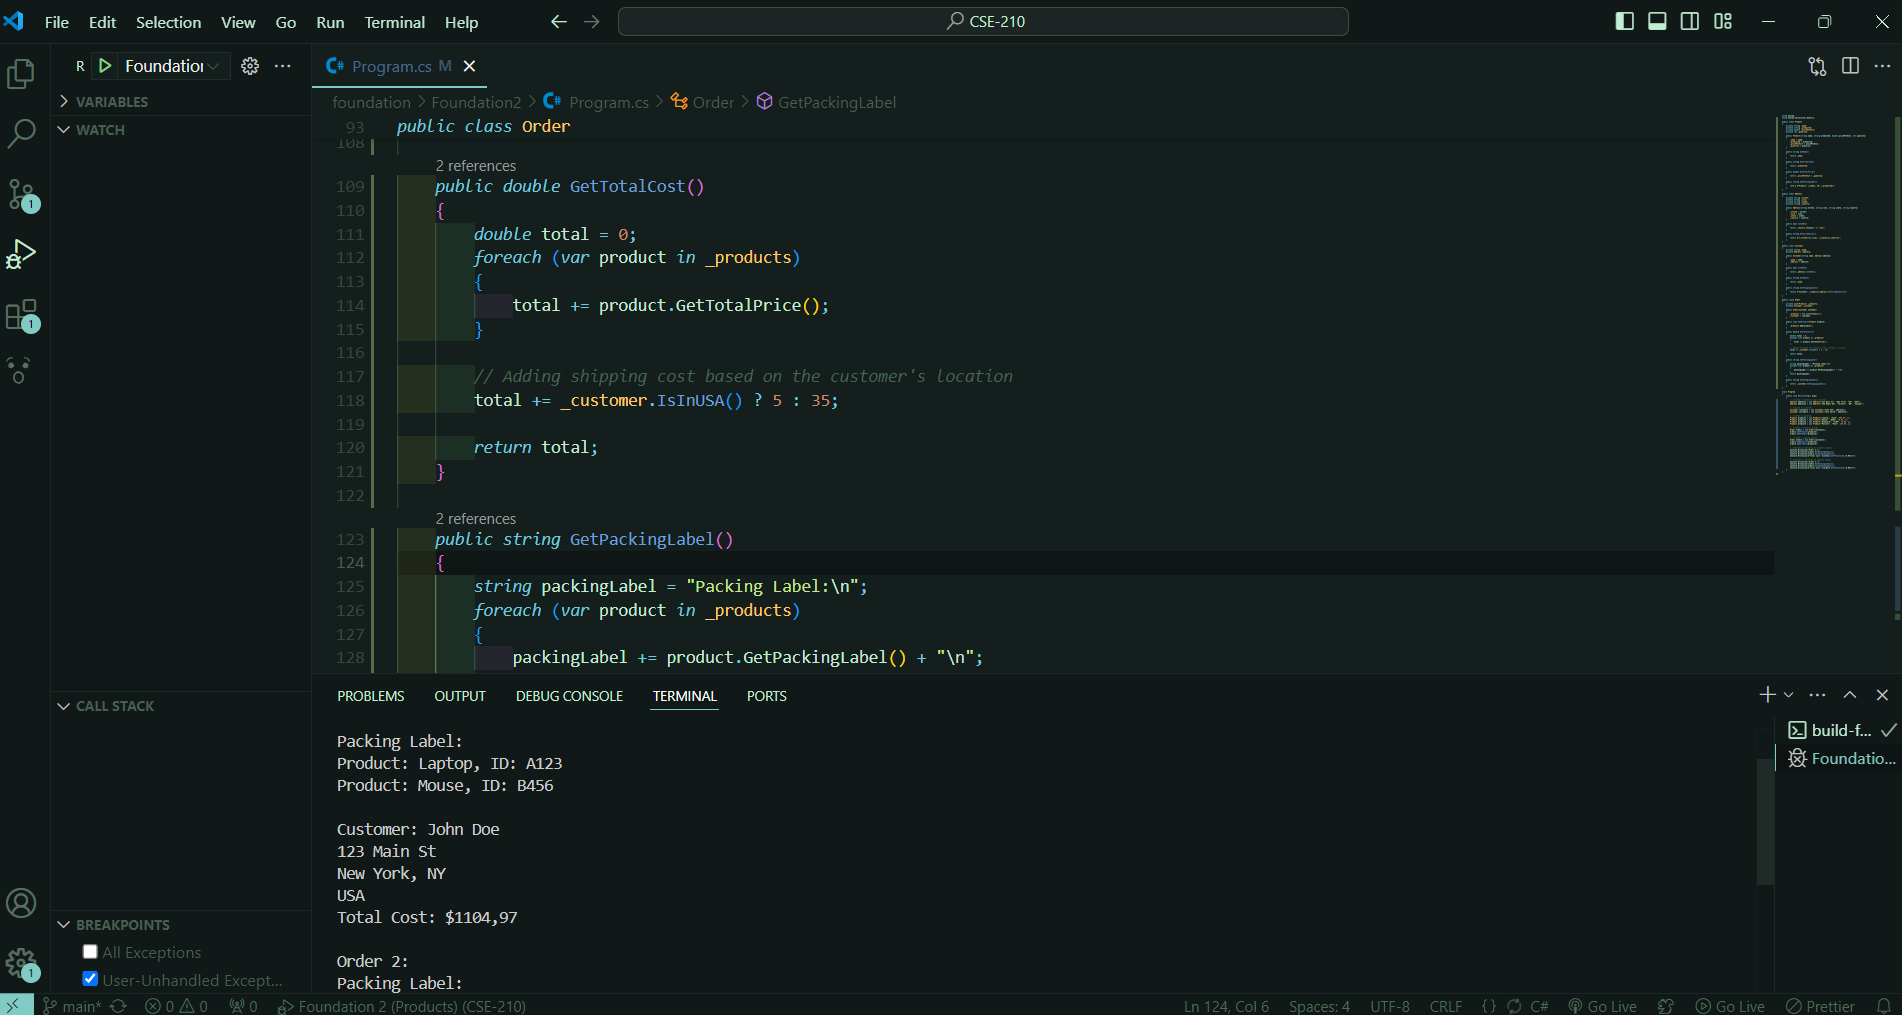 File Edit Selection View Go Run Terminal Help
CSE-210
R Foundation
Program.cs M
VARIABLES
WATCH
CALL STACK
BREAKPOINTS
All Exceptions
User-Unhandled Except...
foundation > Foundation2 > Program.cs > Order > GetPackingLabel
93 public class Order
108
2 references
109 public double GetTotalCost()
110 {
111 double total = 0;
112 foreach (var product in _products)
113 {
114 total += product.GetTotalPrice();
115 }
116
117 // Adding shipping cost based on the customer's location
118 total += _customer.IsInUSA() ? 5 : 35;
119
120 return total;
121 }
122
2 references
123 public string GetPackingLabel()
124 {
125 string packingLabel = "Packing Label:\n";
126 foreach (var product in _products)
127 {
128 packingLabel += product.GetPackingLabel() + "\n";
PROBLEMS OUTPUT DEBUG CONSOLE TERMINAL PORTS
Packing Label:
Product: Laptop, ID: A123
Product: Mouse, ID: B456
Customer: John Doe
123 Main St
New York, NY
USA
Total Cost: $1104,97
Order 2:
Packing Label:
build-f...
Foundatio...
1
1
1
main* 0 0 0 Foundation 2 (Products) (CSE-210) Ln 124, Col 6 Spaces: 4 UTF-8 CRLF {} C# Go Live Go Live Prettier